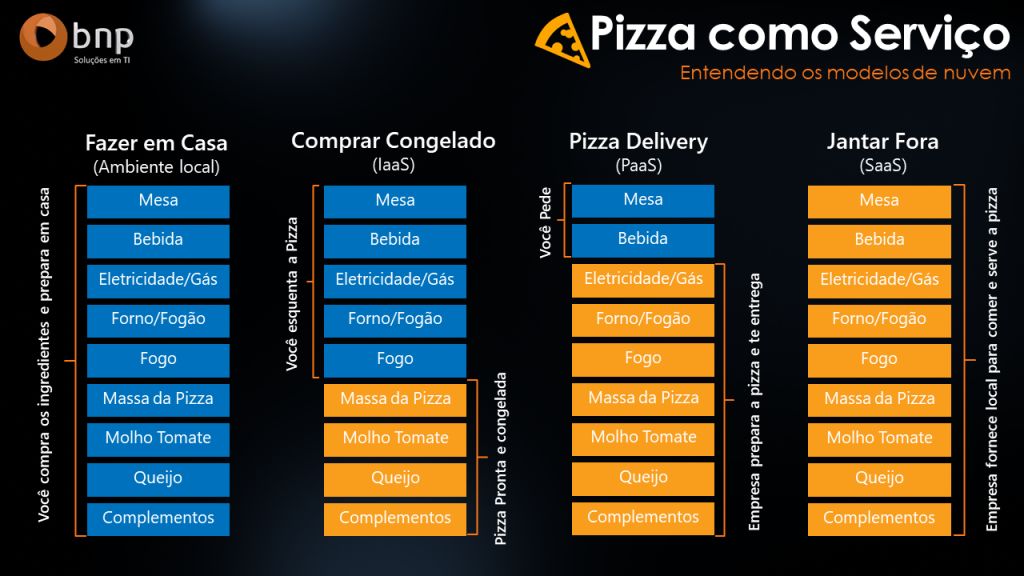 bnp
Soluções em TI
Pizza como Serviço
Entendendo os modelos de nuvem
Fazer em Casa
(Ambiente local)
Você compra os ingredientes e prepara em casa
Mesa
Bebida
Eletricidade/Gás
Forno/Fogão
Fogo
Massa da Pizza
Molho Tomate
Queijo
Complementos
Comprar Congelado
(IaaS)
Você esquenta a Pizza
Mesa
Bebida
Eletricidade/Gás
Forno/Fogão
Fogo
Massa da Pizza
Molho Tomate
Queijo
Complementos
Pizza Pronta e congelada
Pizza Delivery
(PaaS)
Você Pede
Mesa
Bebida
Eletricidade/Gás
Forno/Fogão
Fogo
Massa da Pizza
Molho Tomate
Queijo
Complementos
Empresa prepara a pizza e te entrega
Jantar Fora
(SaaS)
Mesa
Bebida
Eletricidade/Gás
Forno/Fogão
Fogo
Massa da Pizza
Molho Tomate
Queijo
Complementos
Empresa fornece local para comer e serve a pizza